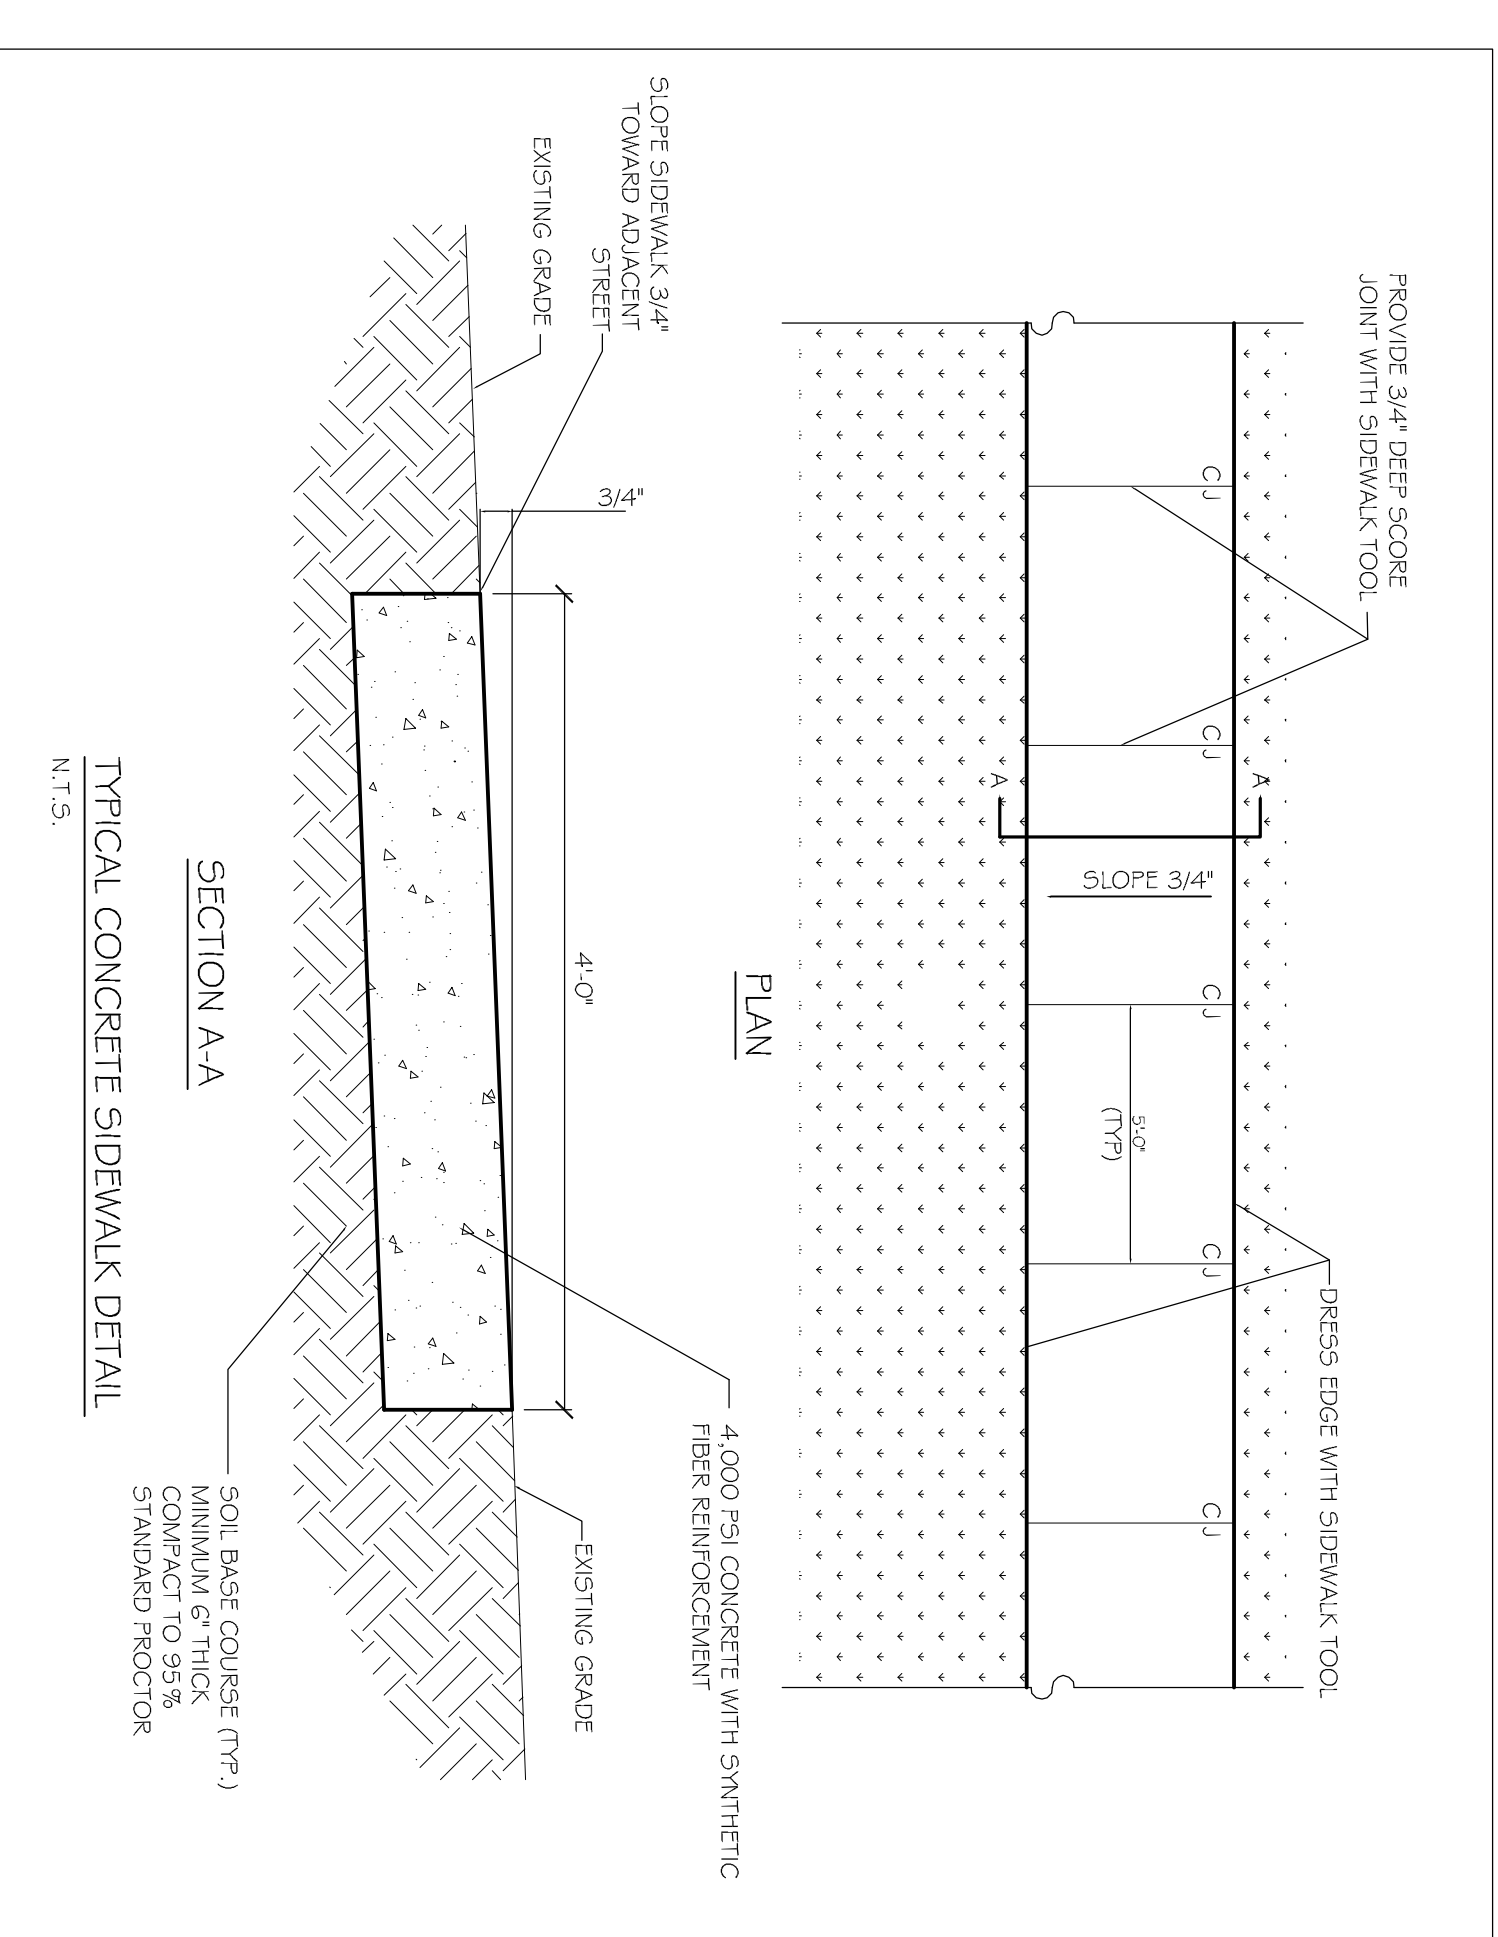 PROVIDE 3/4" DEEP SCORE
JOINT WITH SIDEWALK TOOL
DRESS EDGE WITH SIDEWALK TOOL
CJ
CJ
CJ
CJ
CJ
A
A
SLOPE 3/4"
5'-0"
(TYP)
PLAN
SLOPE SIDEWALK 3/4"
TOWARD ADJACENT
STREET
EXISTING GRADE
3/4"
4'-0"
4,000 PSI CONCRETE WITH SYNTHETIC
FIBER REINFORCEMENT
EXISTING GRADE
SOIL BASE COURSE (TYP.)
MINIMUM 6" THICK
COMPACT TO 95%
STANDARD PROCTOR
SECTION A-A
TYPICAL CONCRETE SIDEWALK DETAIL
N.T.S.